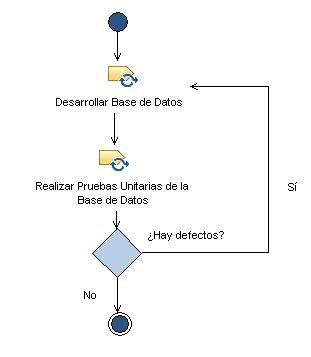 Desarrollar Base de Datos
Realizar Pruebas Unitarias de la
Base de Datos
¿Hay defectos?
Sí
No